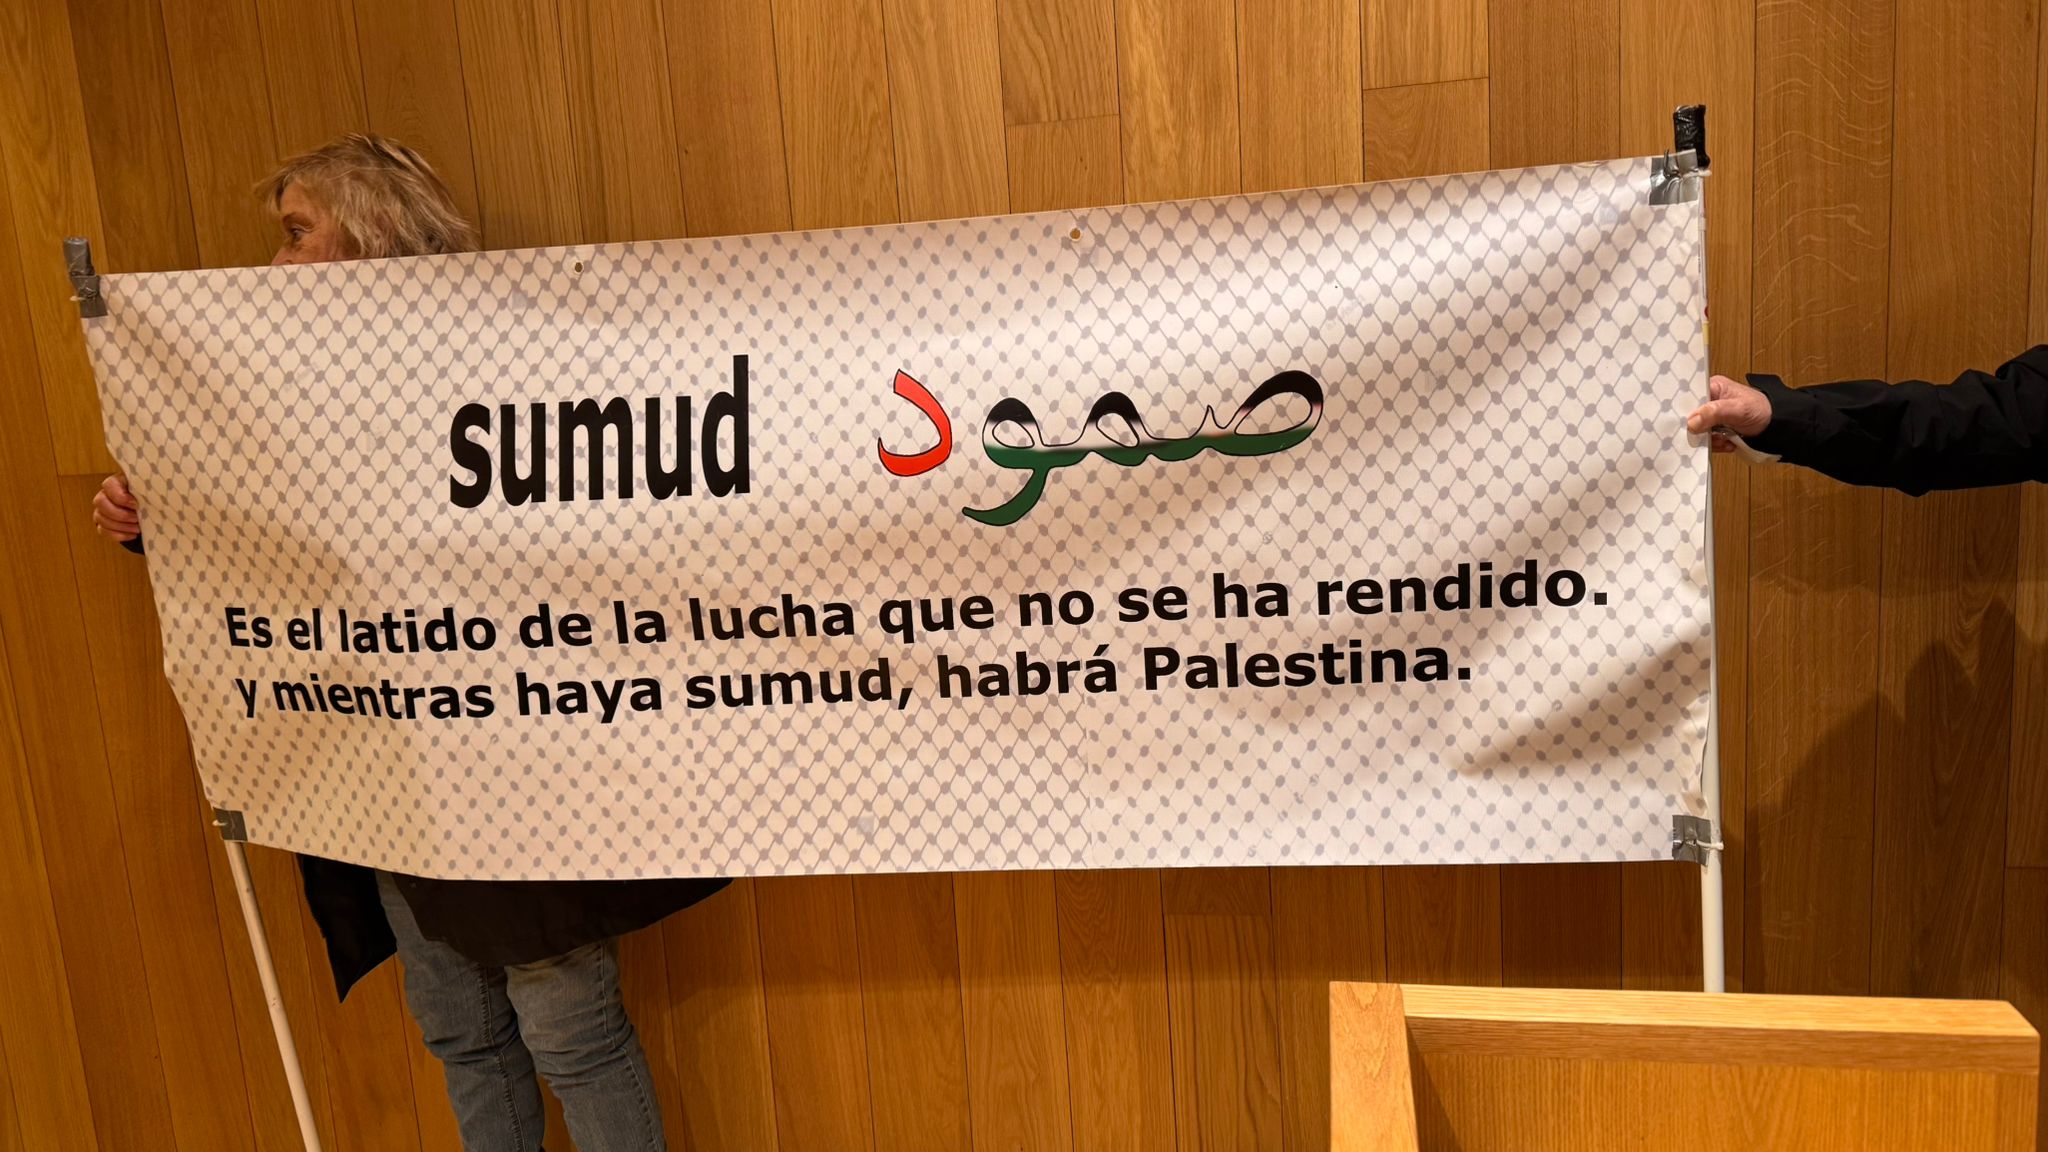 sumud صمود
Es el latido de la lucha que no se ha rendido.
y mientras haya sumud, habrá Palestina.